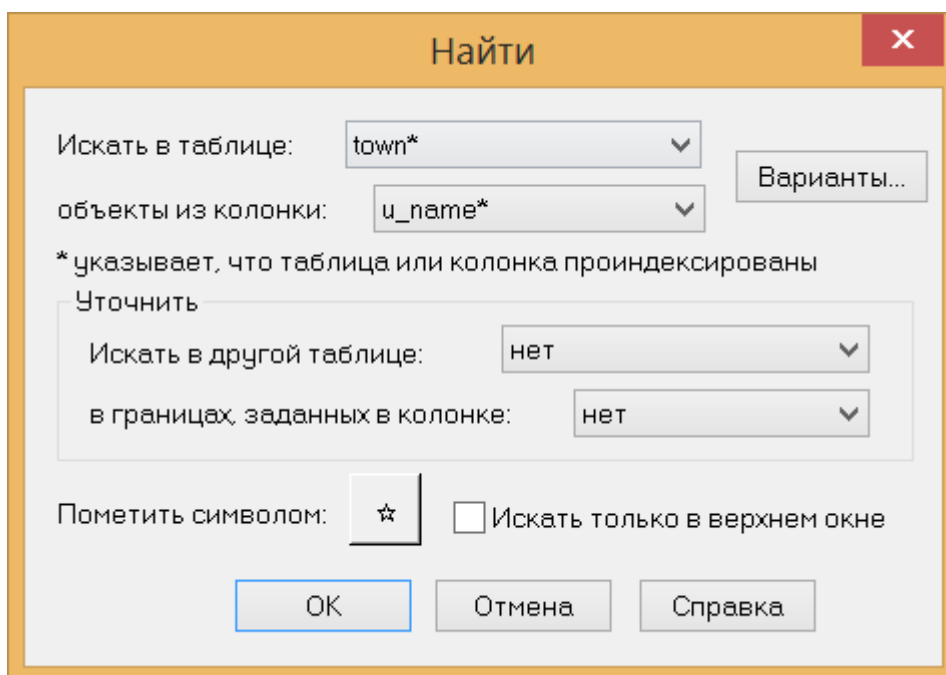 Найти
Искать в таблице: town*
Варианты...
объекты из колонки: u_name*
* указывает, что таблица или колонка проиндексированы
Уточнить
Искать в другой таблице: нет
в границах, заданных в колонке: нет
Пометить символом: Искать только в верхнем окне
OK Отмена Справка